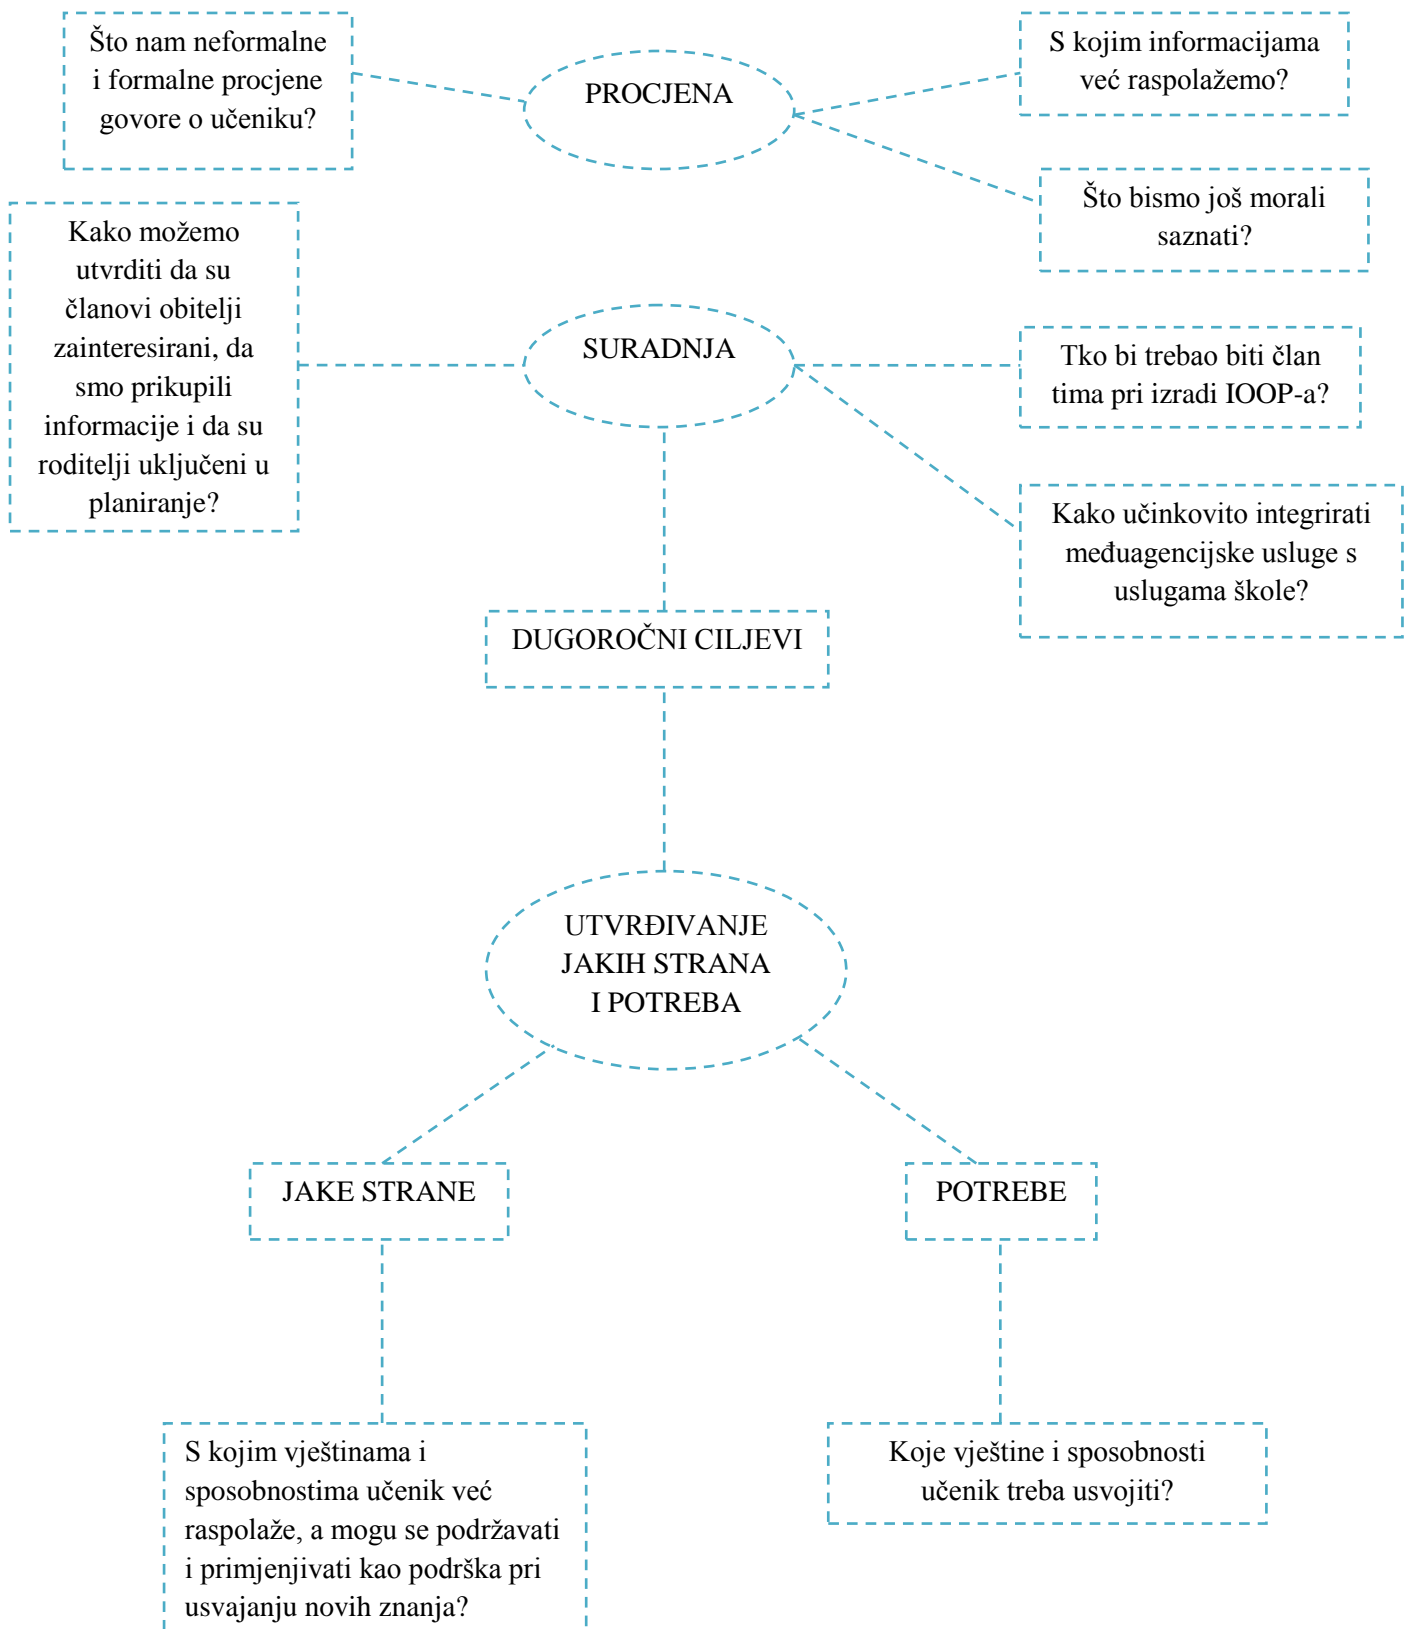 Što nam neformalne
i formalne procjene
govore o učeniku?
PROCJENA
S kojim informacijama
već raspolažemo?
Što bismo još morali
saznati?
Kako možemo
utvrditi da su
članovi obitelji
zainteresirani, da
smo prikupili
informacije i da su
roditelji uključeni u
planiranje?
SURADNJA
Tko bi trebao biti član
tima pri izradi IOOP-a?
Kako učinkovito integrirati
međuagencijske usluge s
uslugama škole?
DUGOROČNI CILJEVI
UTVRĐIVANJE
JAKIH STRANA
I POTREBA
JAKE STRANE
POTREBE
S kojim vještinama i
sposobnostima učenik već
raspolaže, a mogu se podržavati
i primjenjivati kao podrška pri
usvajanju novih znanja?
Koje vještine i sposobnosti
učenik treba usvojiti?